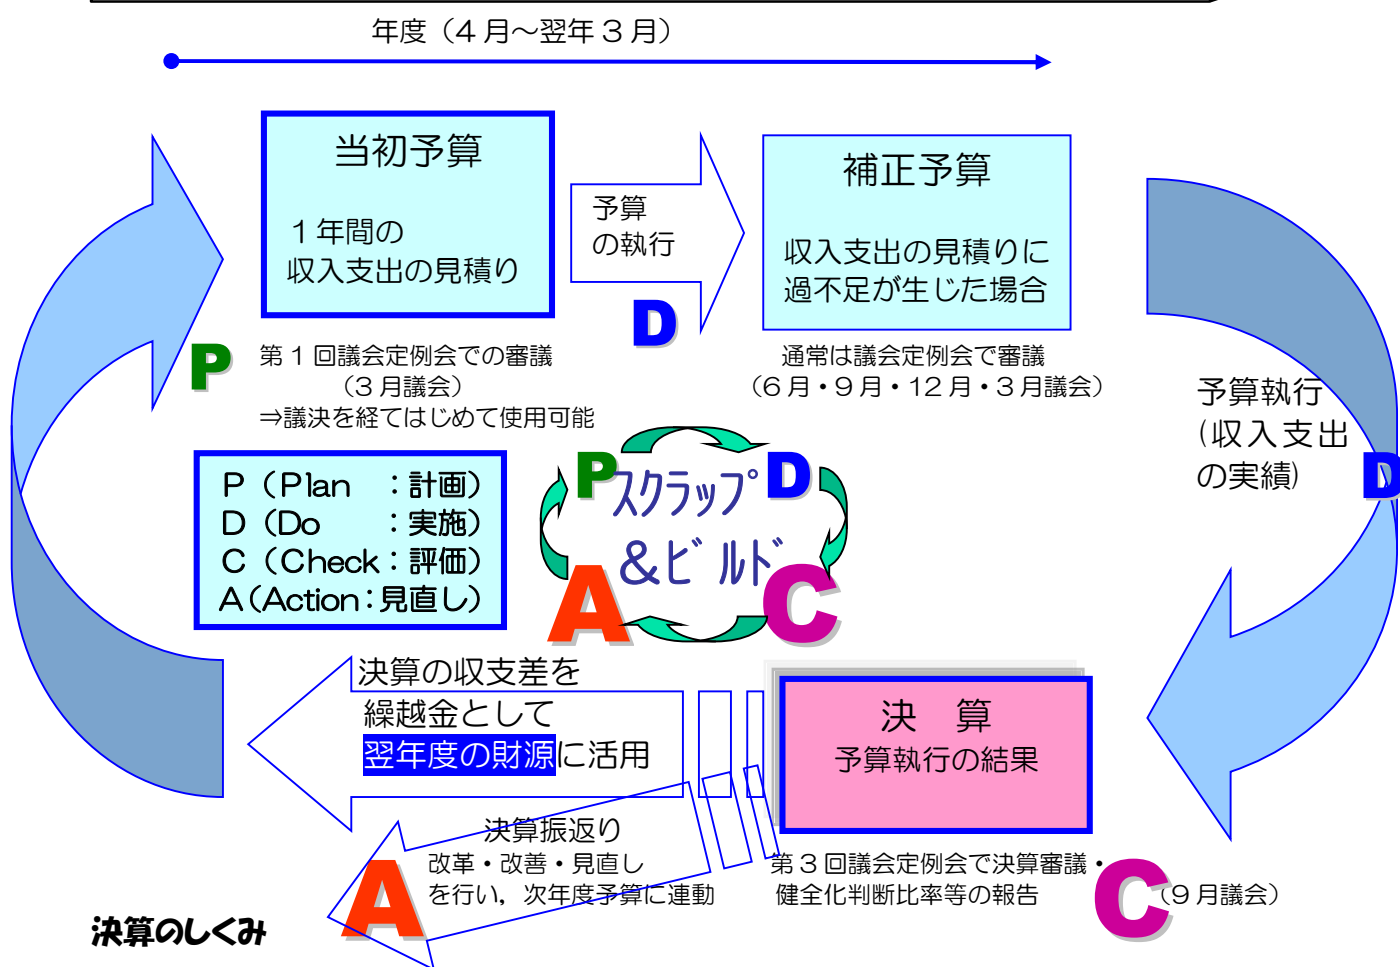 年度（４月～翌年３月）
当初予算
１年間の
収入支出の見積り
予算
の執行
D
補正予算
収入支出の見積りに
過不足が生じた場合
P
第１回議会定例会での審議
（３月議会）
⇒議決を経てはじめて使用可能
通常は議会定例会で審議
（６月・９月・１２月・３月議会）
予算執行
（収入支出
の実績）
D
P（Plan　：計画）
D（Do　　：実施）
C（Check：評価）
A（Action：見直し）
P
D
スクラップ
＆ビルド
A
C
決算の収支差を
繰越金として
翌年度の財源に活用
決　算
予算執行の結果
決算振返り
改革・改善・見直し
を行い，次年度予算に連動
A
第３回議会定例会で決算審議・
健全化判断比率等の報告
C
（９月議会）
決算のしくみ